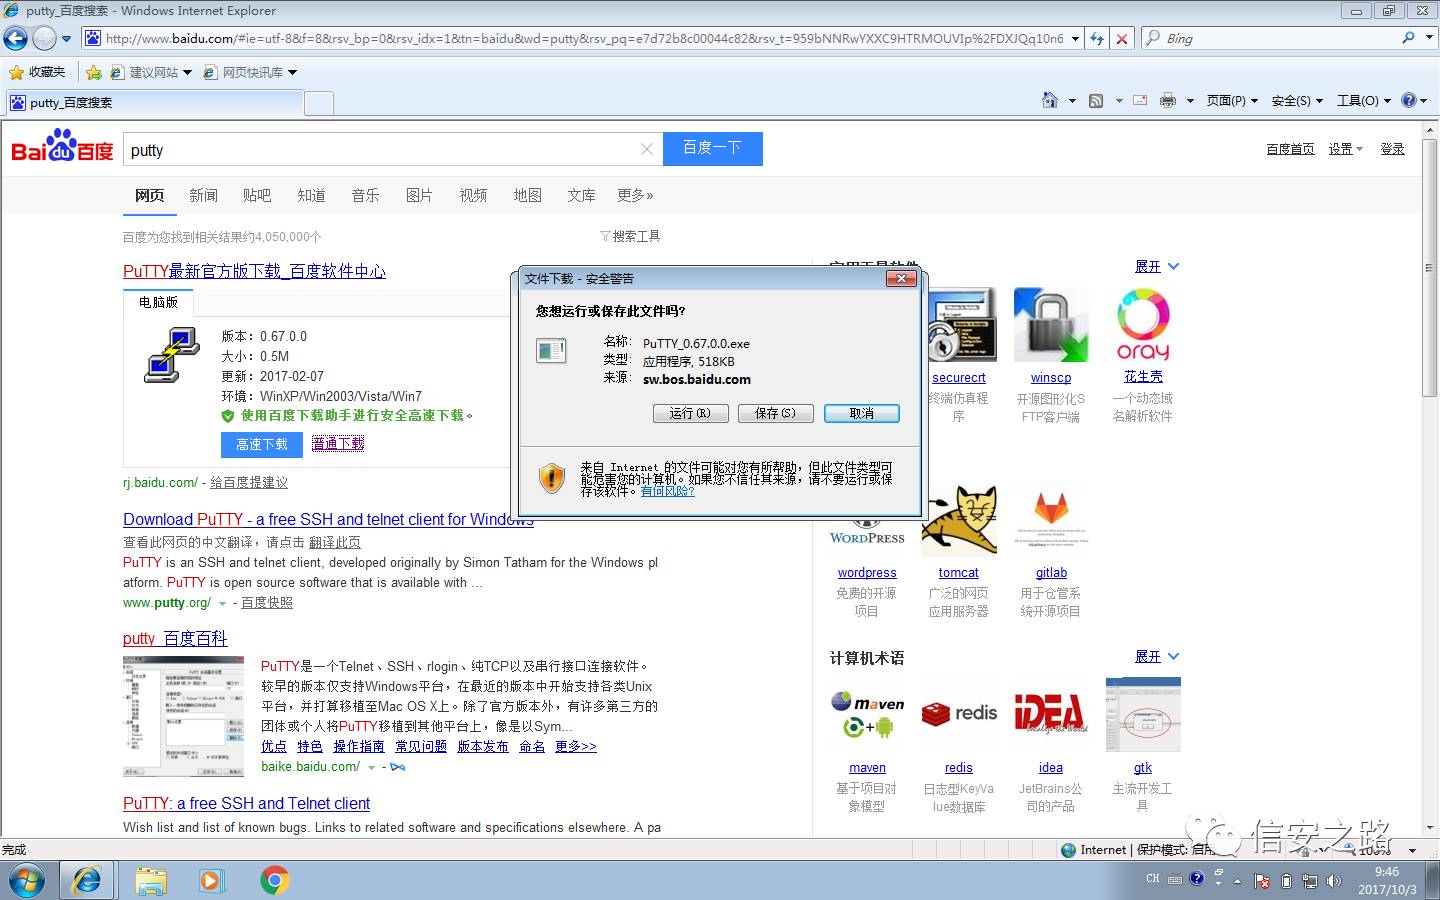 putty_百度搜索 - Windows Internet Explorer
http://www.baidu.com/#ie=utf-8&f=8&rsv_bp=0&rsv_idx=1&tn=baidu&wd=putty&rsv_pq=e7d72b8c00044c82&rsv_t=959bNNRwYXXC9HTRMOUVIp%2FDXJQq10n6
Bing
收藏夹 建议网站 网页快讯库
putty_百度搜索
页面(P) 安全(S) 工具(O)
Bai du 百度
putty
百度一下
百度首页 设置 登录
网页 新闻 贴吧 知道 音乐 图片 视频 地图 文库 更多»
百度为您找到相关结果约4,050,000个
搜索工具
PuTTY最新官方版下载_百度软件中心
电脑版
版本：0.67.0.0
大小：0.5M
更新：2017-02-07
环境：WinXP/Win2003/Vista/Win7
使用百度下载助手进行安全高速下载。
高速下载 普通下载
rj.baidu.com/ - 给百度提建议
Download PuTTY - a free SSH and telnet client for Windows
查看此网页的中文翻译，请点击 翻译此页
PuTTY is an SSH and telnet client, developed originally by Simon Tatham for the Windows pl
atform. PuTTY is open source software that is available with ...
www.putty.org/ - 百度快照
putty_百度百科
PuTTY是一个Telnet、SSH、rlogin、纯TCP以及串行接口连接软件。
较早的版本仅支持Windows平台，在最近的版本中开始支持各类Unix
平台，并打算移植至Mac OS X上。除了官方版本外，有许多第三方的
团体或个人将PuTTY移植到其他平台上，像是以Sym...
优点 特色 操作指南 常见问题 版本发布 命名 更多>>
baike.baidu.com/ -
PuTTY: a free SSH and Telnet client
Wish list and list of known bugs. Links to related software and specifications elsewhere. A pa
文件下载 - 安全警告
您想运行或保存此文件吗?
名称: PuTTY_0.67.0.0.exe
类型: 应用程序, 518KB
来源: sw.bos.baidu.com
运行(R) 保存(S) 取消
来自 Internet 的文件可能对您有所帮助，但此文件类型可
能危害您的计算机。如果您不信任其来源，请不要运行或保
存该软件。有何风险?
展开
oray
securecrt winscp 花生壳
终端仿真程 开源图形化S 一个动态域
序 FTP客户端 名解析软件
WORDPRESS
wordpress tomcat gitlab
免费的开源 广泛的网页 用于仓管系
项目 应用服务器 统开源项目
计算机术语
展开
maven redis IDEA
maven redis idea gtk
基于项目对 日志型KeyVa JetBrains公 主流开发工
象模型 lue数据库 司的产品 具
信安之路
完成
Internet | 保护模式: 启用
100%
CH
9:46
2017/10/3